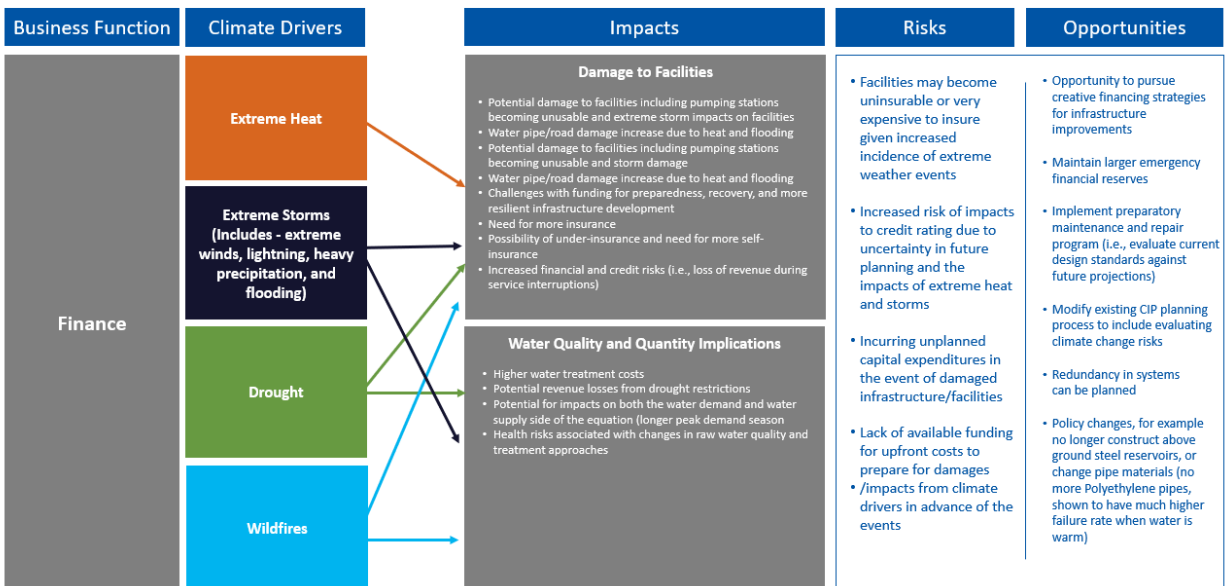 Business Function
Climate Drivers
Impacts
Risks
Opportunities
Finance
Extreme Heat
Extreme Storms
(Includes - extreme
winds, lightning, heavy
precipitation, and
flooding)
Drought
Wildfires
Damage to Facilities
• Potential damage to facilities including pumping stations
becoming unusable and extreme storm impacts on facilities
• Water pipe/road damage increase due to heat and flooding
• Potential damage to facilities including pumping stations
becoming unusable and storm damage
• Water pipe/road damage increase due to heat and flooding
• Challenges with funding for preparedness, recovery, and more
resilient infrastructure development
• Need for more insurance
• Possibility of under-insurance and need for more self-
insurance
• Increased financial and credit risks (i.e., loss of revenue during
service interruptions)
Water Quality and Quantity Implications
• Higher water treatment costs
• Potential revenue losses from drought restrictions
• Potential for impacts on both the water demand and water
supply side of the equation (longer peak demand season
• Health risks associated with changes in raw water quality and
treatment approaches
• Facilities may become
uninsurable or very
expensive to insure
given increased
incidence of extreme
weather events
• Increased risk of impacts
to credit rating due to
uncertainty in future
planning and the
impacts of extreme heat
and storms
• Incurring unplanned
capital expenditures in
the event of damaged
infrastructure/facilities
• Lack of available funding
for upfront costs to
prepare for damages
• /impacts from climate
drivers in advance of the
events
• Opportunity to pursue
creative financing strategies
for infrastructure
improvements
• Maintain larger emergency
financial reserves
• Implement preparatory
maintenance and repair
program (i.e., evaluate current
design standards against
future projections)
• Modify existing CIP planning
process to include evaluating
climate change risks
• Redundancy in systems
can be planned
• Policy changes, for example
no longer construct above
ground steel reservoirs, or
change pipe materials (no
more Polyethylene pipes,
shown to have much higher
failure rate when water is
warm)